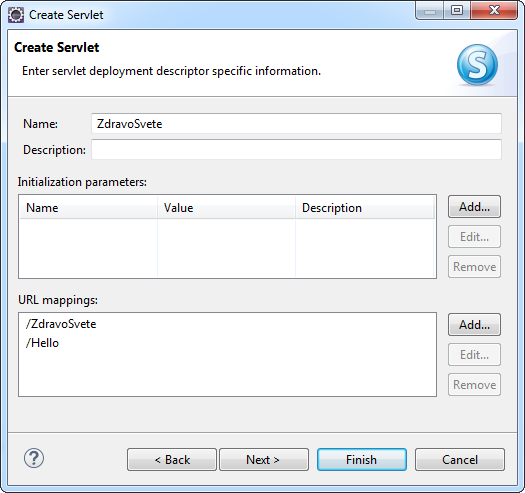 Create Servlet
Create Servlet
Enter servlet deployment descriptor specific information.
S
Name: ZdravoSvete
Description:
Initialization parameters:
Name Value Description
Add...
Edit...
Remove
URL mappings:
/ZdravoSvete
/Hello
Add...
Edit...
Remove
? < Back Next > Finish Cancel